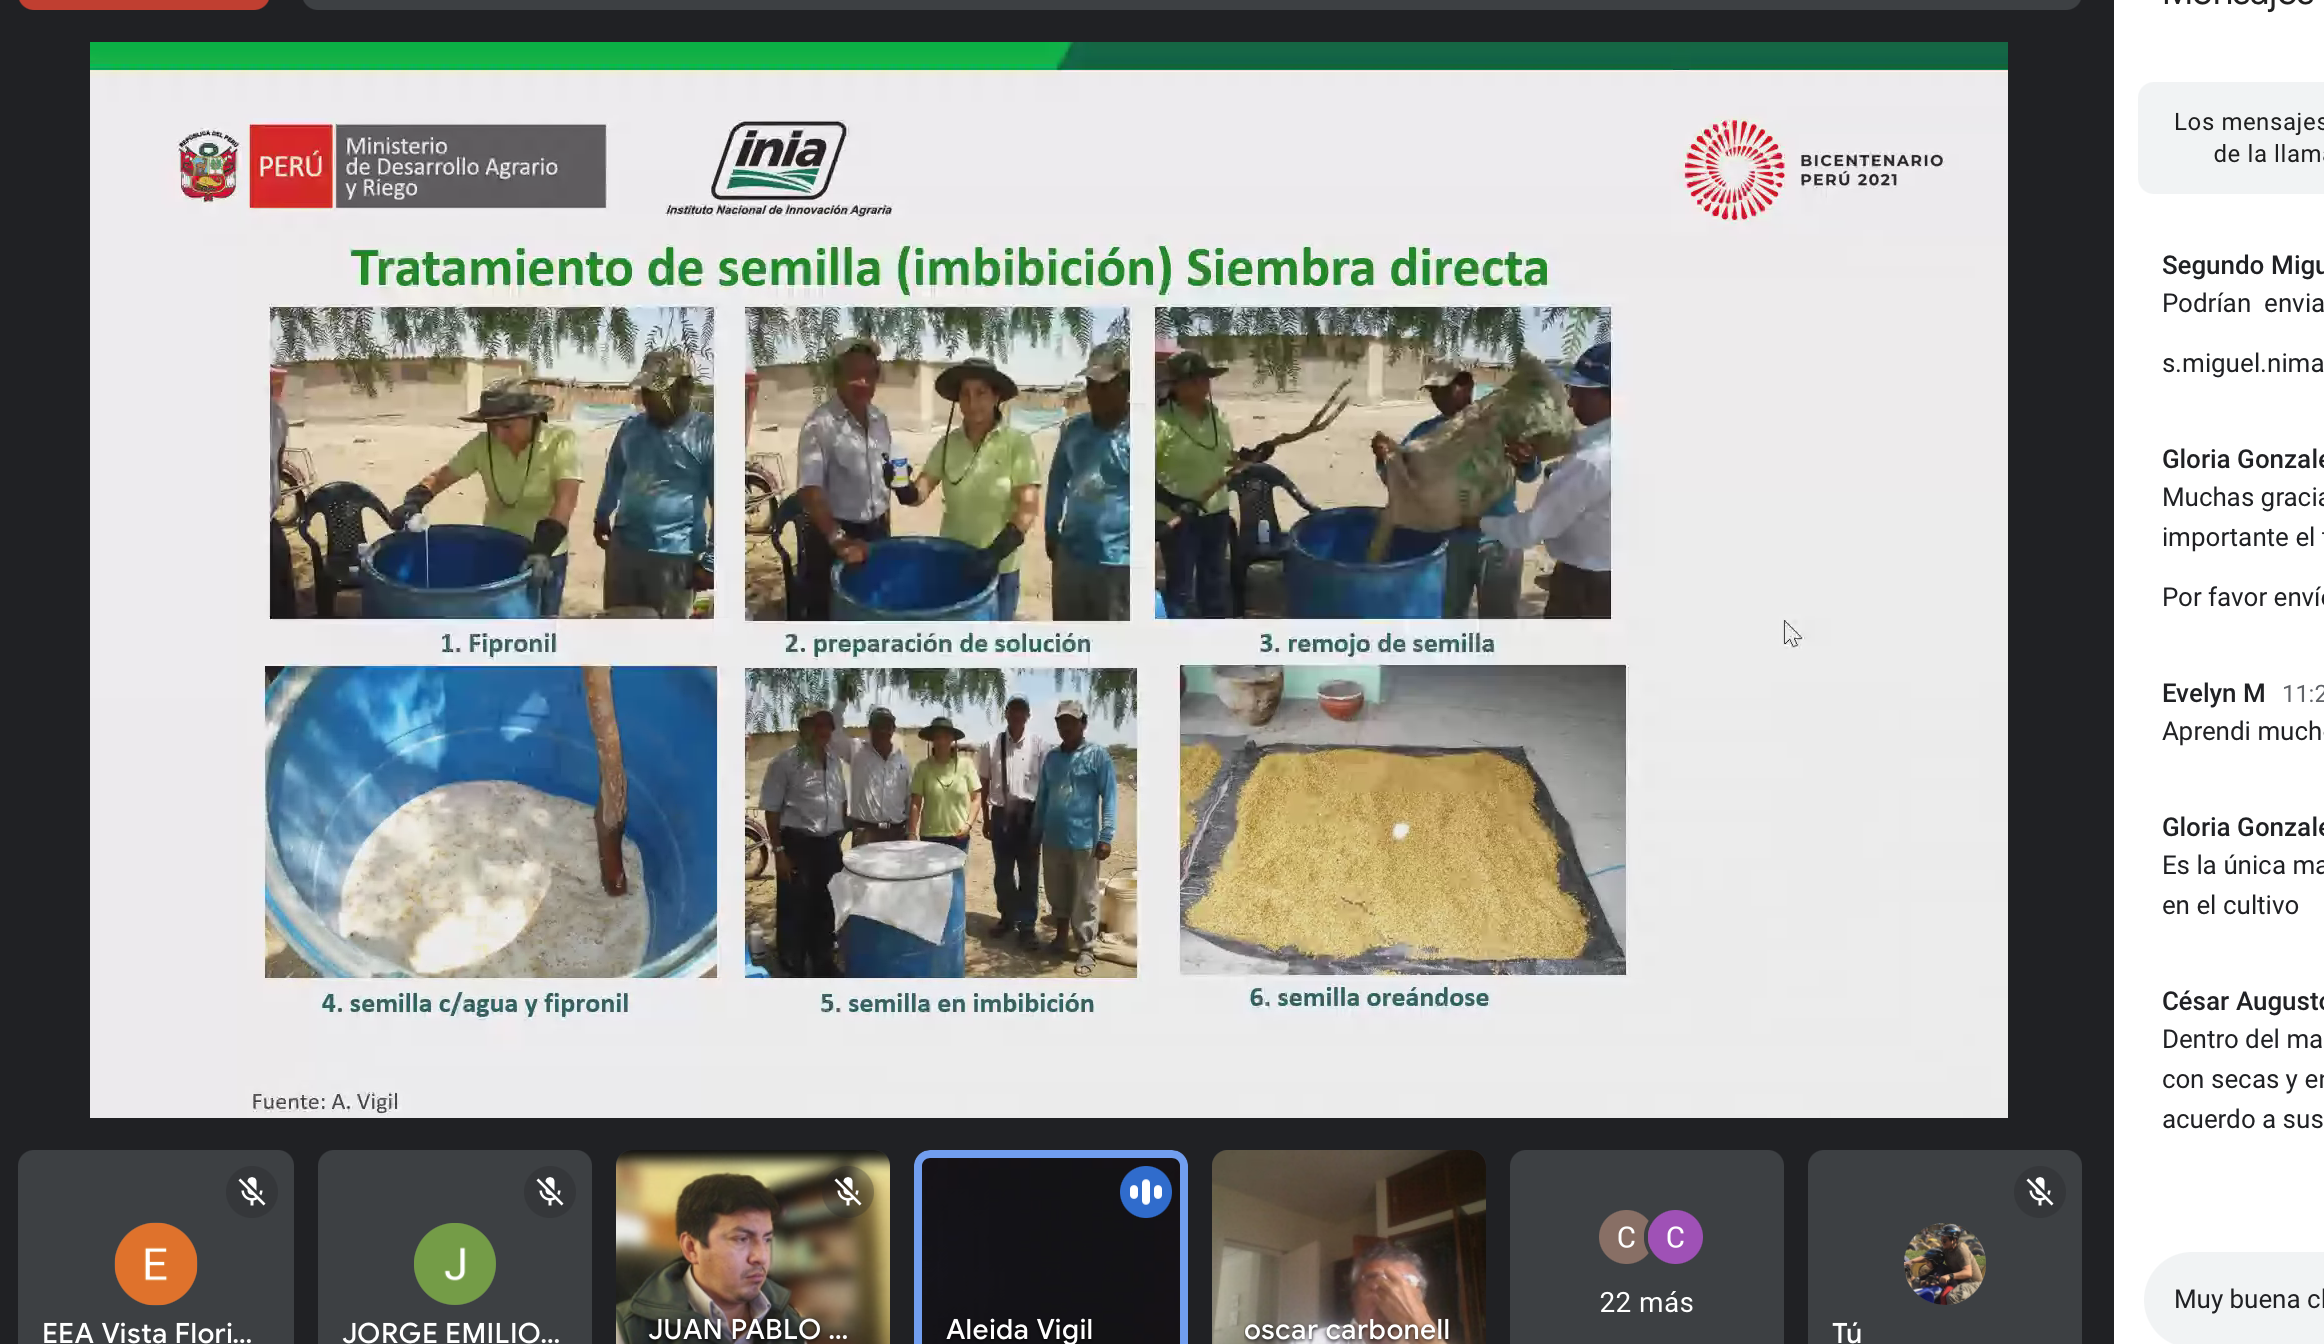 PERÚ
Ministerio
de Desarrollo Agrario
y Riego
inia
Instituto Nacional de Innovación Agraria
BICENTENARIO
PERÚ 2021
Tratamiento de semilla (imbibición) Siembra directa
1. Fipronil
2. preparación de solución
3. remojo de semilla
4. semilla c/agua y fipronil
5. semilla en imbibición
6. semilla oreándose
Fuente: A. Vigil
E
EEA Vista Flori...
J
JORGE EMILIO...
JUAN PABLO ...
Aleida Vigil
oscar carbonell
C C
22 más
Tú
Los mensajes
de la llam
Segundo Migu
Podrían envia
s.miguel.nima
Gloria Gonzale
Muchas gracia
importante el
Por favor enví
Evelyn M 11:2
Aprendi much
Gloria Gonzale
Es la única ma
en el cultivo
César Augusto
Dentro del ma
con secas y en
acuerdo a sus
Muy buena cl